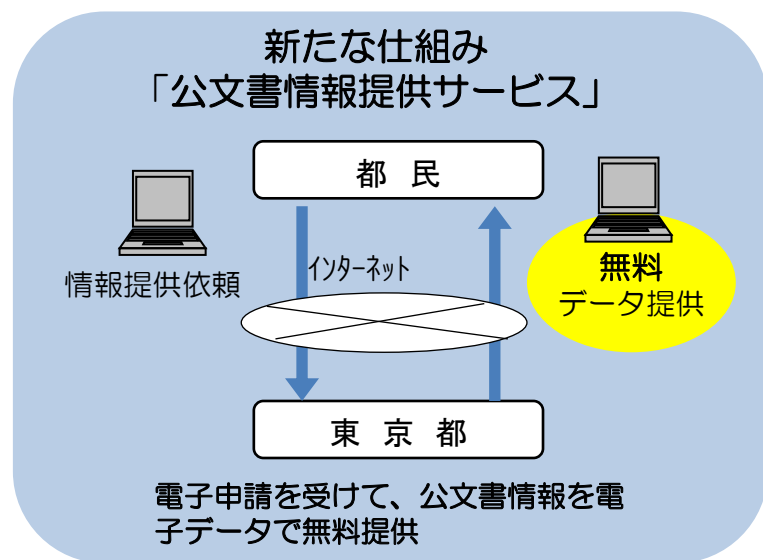 新たな仕組み
「公文書情報提供サービス」
都 民
情報提供依頼
ｲﾝﾀｰﾈｯﾄ
無料
データ提供
東 京 都
電子申請を受けて、公文書情報を電
子データで無料提供